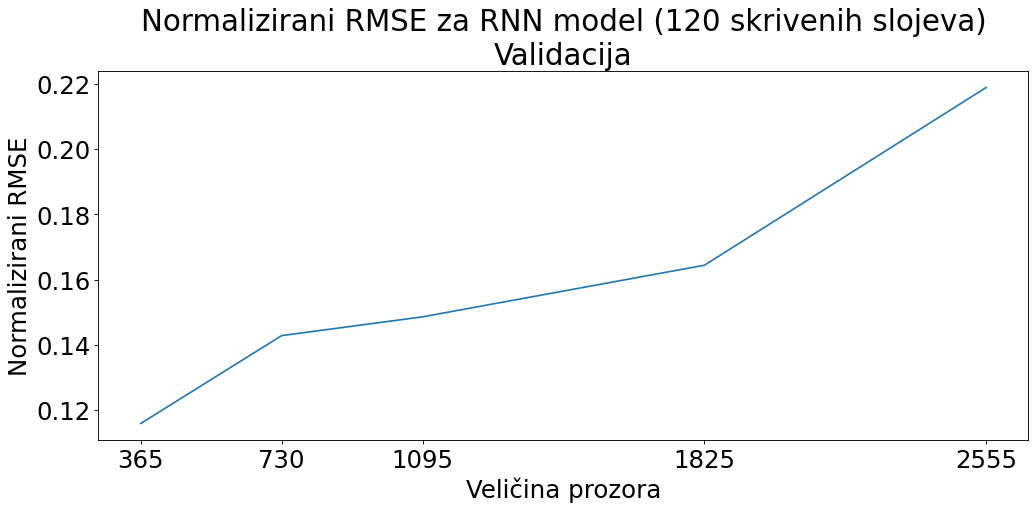 Normalizirani RMSE za RNN model (120 skrivenih slojeva)
Validacija
Normalizirani RMSE
0.22
0.20
0.18
0.16
0.14
0.12
365 730 1095 1825 2555
Veličina prozora